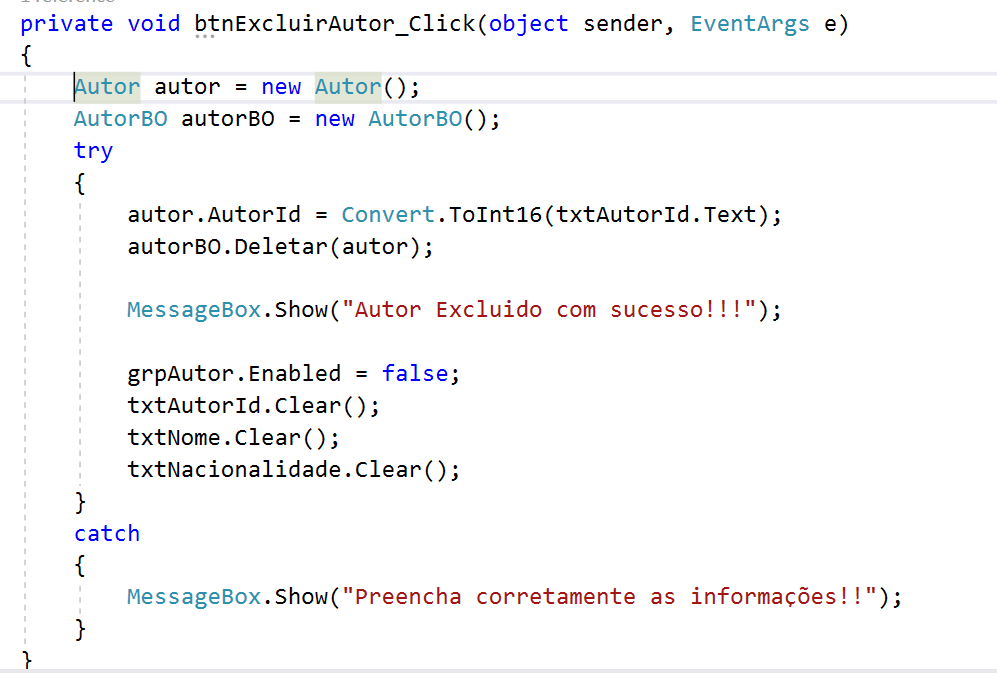 1 reference
private void btnExcluirAutor_Click(object sender, EventArgs e)
{
    Autor autor = new Autor();
    AutorBO autorBO = new AutorBO();
    try
    {
        autor.AutorId = Convert.ToInt16(txtAutorId.Text);
        autorBO.Deletar(autor);

        MessageBox.Show("Autor Excluido com sucesso!!!");

        grpAutor.Enabled = false;
        txtAutorId.Clear();
        txtNome.Clear();
        txtNacionalidade.Clear();
    }
    catch
    {
        MessageBox.Show("Preencha corretamente as informações!!");
    }
}